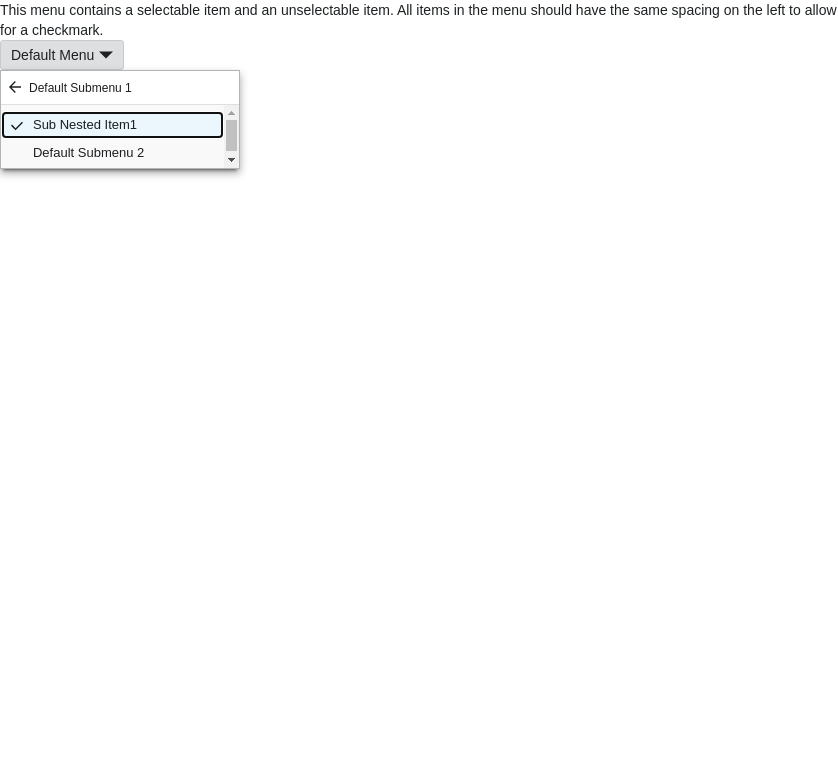 This menu contains a selectable item and an unselectable item. All items in the menu should have the same spacing on the left to allow
for a checkmark.
Default Menu
Default Submenu 1
Sub Nested Item1
Default Submenu 2